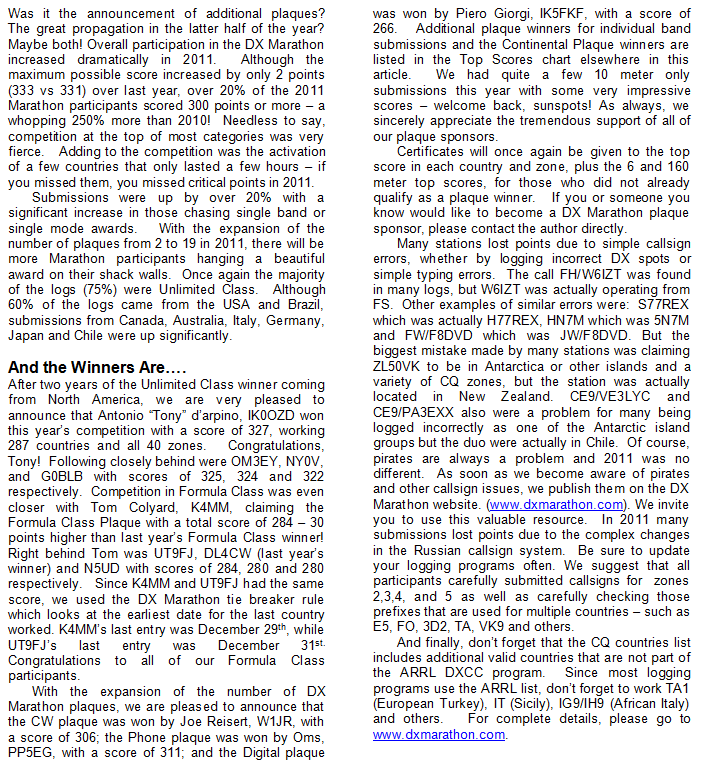 Was it the announcement of additional plaques?
The great propagation in the latter half of the year?
Maybe both! Overall participation in the DX Marathon
increased dramatically in 2011. Although the
maximum possible score increased by only 2 points
(333 vs 331) over last year, over 20% of the 2011
Marathon participants scored 300 points or more – a
whopping 250% more than 2010! Needless to say,
competition at the top of most categories was very
fierce. Adding to the competition was the activation
of a few countries that only lasted a few hours – if
you missed them, you missed critical points in 2011.
Submissions were up by over 20% with a
significant increase in those chasing single band or
single mode awards. With the expansion of the
number of plaques from 2 to 19 in 2011, there will be
more Marathon participants hanging a beautiful
award on their shack walls. Once again the majority
of the logs (75%) were Unlimited Class. Although
60% of the logs came from the USA and Brazil,
submissions from Canada, Australia, Italy, Germany,
Japan and Chile were up significantly.
And the Winners Are….
After two years of the Unlimited Class winner coming
from North America, we are very pleased to
announce that Antonio “Tony” d’arpino, IK0OZD won
this year’s competition with a score of 327, working
287 countries and all 40 zones. Congratulations,
Tony! Following closely behind were OM3EY, NY0V,
and G0BLB with scores of 325, 324 and 322
respectively. Competition in Formula Class was even
closer with Tom Colyard, K4MM, claiming the
Formula Class Plaque with a total score of 284 – 30
points higher than last year’s Formula Class winner!
Right behind Tom was UT9FJ, DL4CW (last year’s
winner) and N5UD with scores of 284, 280 and 280
respectively. Since K4MM and UT9FJ had the same
score, we used the DX Marathon tie breaker rule
which looks at the earliest date for the last country
worked. K4MM’s last entry was December 29th, while
UT9FJ’s last entry was December 31st.
Congratulations to all of our Formula Class
participants.
With the expansion of the number of DX
Marathon plaques, we are pleased to announce that
the CW plaque was won by Joe Reisert, W1JR, with
a score of 306; the Phone plaque was won by Oms,
PP5EG, with a score of 311; and the Digital plaque
was won by Piero Giorgi, IK5FKF, with a score of
266. Additional plaque winners for individual band
submissions and the Continental Plaque winners are
listed in the Top Scores chart elsewhere in this
article. We had quite a few 10 meter only
submissions this year with some very impressive
scores – welcome back, sunspots! As always, we
sincerely appreciate the tremendous support of all of
our plaque sponsors.
Certificates will once again be given to the top
score in each country and zone, plus the 6 and 160
meter top scores, for those who did not already
qualify as a plaque winner. If you or someone you
know would like to become a DX Marathon plaque
sponsor, please contact the author directly.
Many stations lost points due to simple callsign
errors, whether by logging incorrect DX spots or
simple typing errors. The call FH/W6IZT was found
in many logs, but W6IZT was actually operating from
FS. Other examples of similar errors were: S77REX
which was actually H77REX, HN7M which was 5N7M
and FW/F8DVD which was JW/F8DVD. But the
biggest mistake made by many stations was claiming
ZL50VK to be in Antarctica or other islands and a
variety of CQ zones, but the station was actually
located in New Zealand. CE9/VE3LYC and
CE9/PA3EXX also were a problem for many being
logged incorrectly as one of the Antarctic island
groups but the duo were actually in Chile. Of course,
pirates are always a problem and 2011 was no
different. As soon as we become aware of pirates
and other callsign issues, we publish them on the DX
Marathon website. (www.dxmarathon.com). We invite
you to use this valuable resource. In 2011 many
submissions lost points due to the complex changes
in the Russian callsign system. Be sure to update
your logging programs often. We suggest that all
participants carefully submitted callsigns for zones
2,3,4, and 5 as well as carefully checking those
prefixes that are used for multiple countries – such as
E5, FO, 3D2, TA, VK9 and others.
And finally, don’t forget that the CQ countries list
includes additional valid countries that are not part of
the ARRL DXCC program. Since most logging
programs use the ARRL list, don’t forget to work TA1
(European Turkey), IT (Sicily), IG9/IH9 (African Italy)
and others. For complete details, please go to
www.dxmarathon.com.